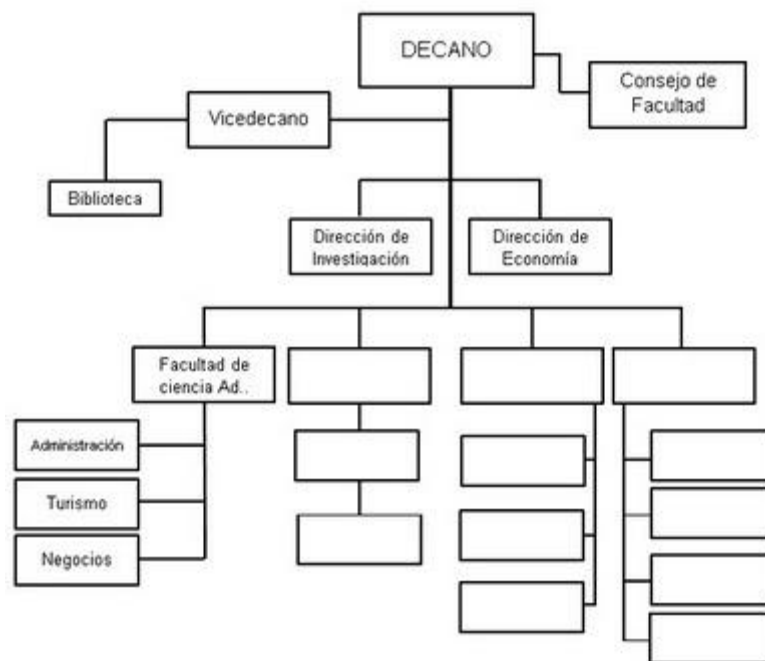 DECANO
Consejo de
Facultad
Vicedecano
Biblioteca
Dirección de
Investigación
Dirección de
Economía
Facultad de
ciencia Ad..
Administración
Turismo
Negocios